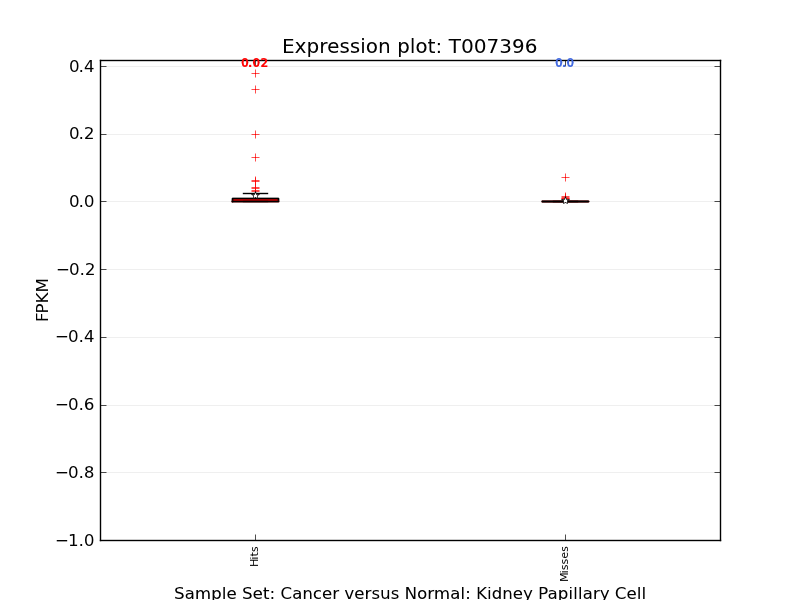 Expression plot: T007396
0.02
0.0
0.4
0.2
0.0
−0.2
−0.4
−0.6
−0.8
−1.0
FPKM
Hits
Misses
Sample Set: Cancer versus Normal: Kidney Papillary Cell